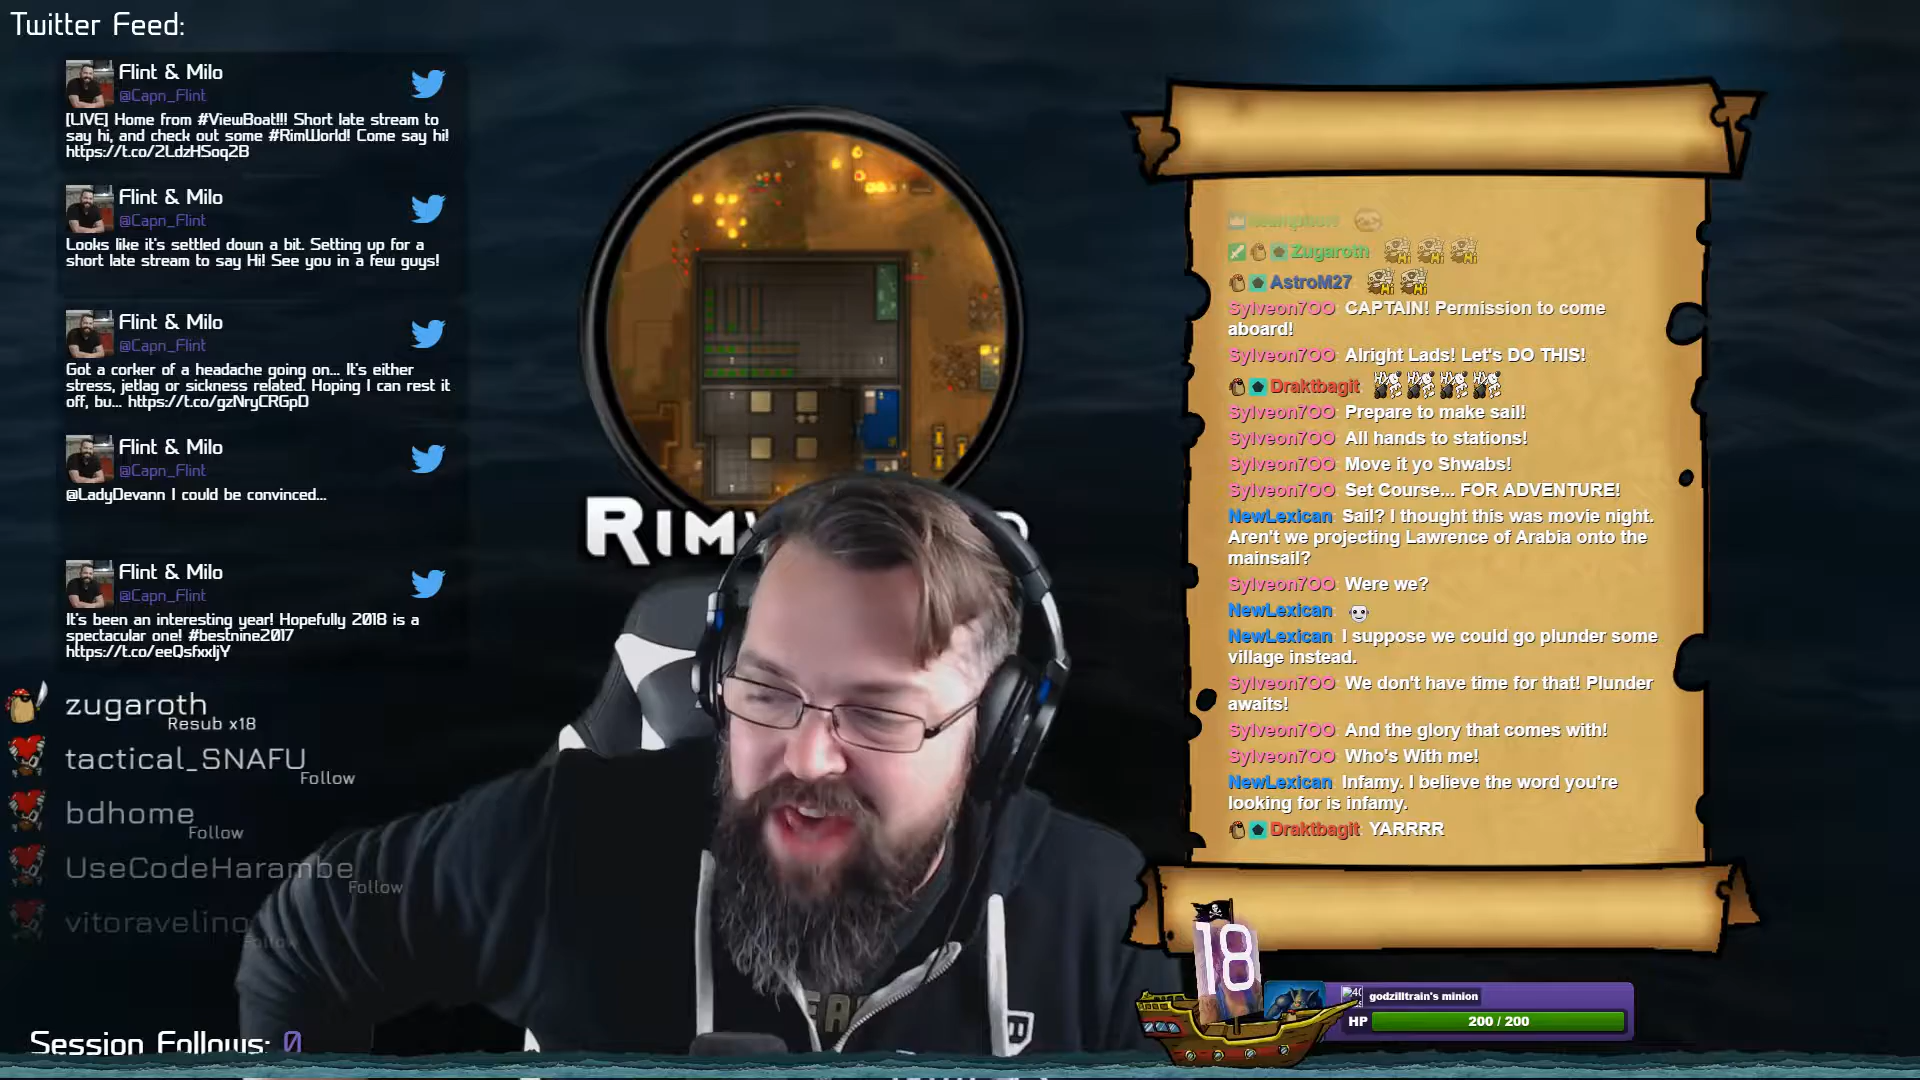 Twitter Feed:
Flint & Milo
@Capn_Flint
[LIVE] Home from #ViewBoat!!! Short late stream to
say hi, and check out some #RimWorld! Come say hi!
https://t.co/2LdzHSoq2B
Flint & Milo
@Capn_Flint
Looks like it's settled down a bit. Setting up for a
short late stream to say Hi! See you in a few guys!
Flint & Milo
@Capn_Flint
Got a corker of a headache going on... It's either
stress, jetlag or sickness related. Hoping I can rest it
off, bu... https://t.co/gzNryCRGpD
Flint & Milo
@Capn_Flint
@LadyDevann I could be convinced...
Flint & Milo
@Capn_Flint
It's been an interesting year! Hopefully 2018 is a
spectacular one! #bestnine2017
https://t.co/eeQsfxxljY
zugaroth
Resub x18
tactical_SNAFU
Follow
bdhome
Follow
UseCodeHarambe
Follow
vitoravelino
Follow
Session Follows: 0
Zugaroth
AstroM27
Sylveon7OO: CAPTAIN! Permission to come
aboard!
Sylveon7OO: Alright Lads! Let's DO THIS!
Draktbagit:
Sylveon7OO: Prepare to make sail!
Sylveon7OO: All hands to stations!
Sylveon7OO: Move it yo Shwabs!
Sylveon7OO: Set Course... FOR ADVENTURE!
NewLexican: Sail? I thought this was movie night.
Aren't we projecting Lawrence of Arabia onto the
mainsail?
Sylveon7OO: Were we?
NewLexican:
NewLexican: I suppose we could go plunder some
village instead.
Sylveon7OO: We don't have time for that! Plunder
awaits!
Sylveon7OO: And the glory that comes with!
Sylveon7OO: Who's With me!
NewLexican: Infamy. I believe the word you're
looking for is infamy.
Draktbagit: YARRRR
18
godzilltrain's minion
HP 200 / 200